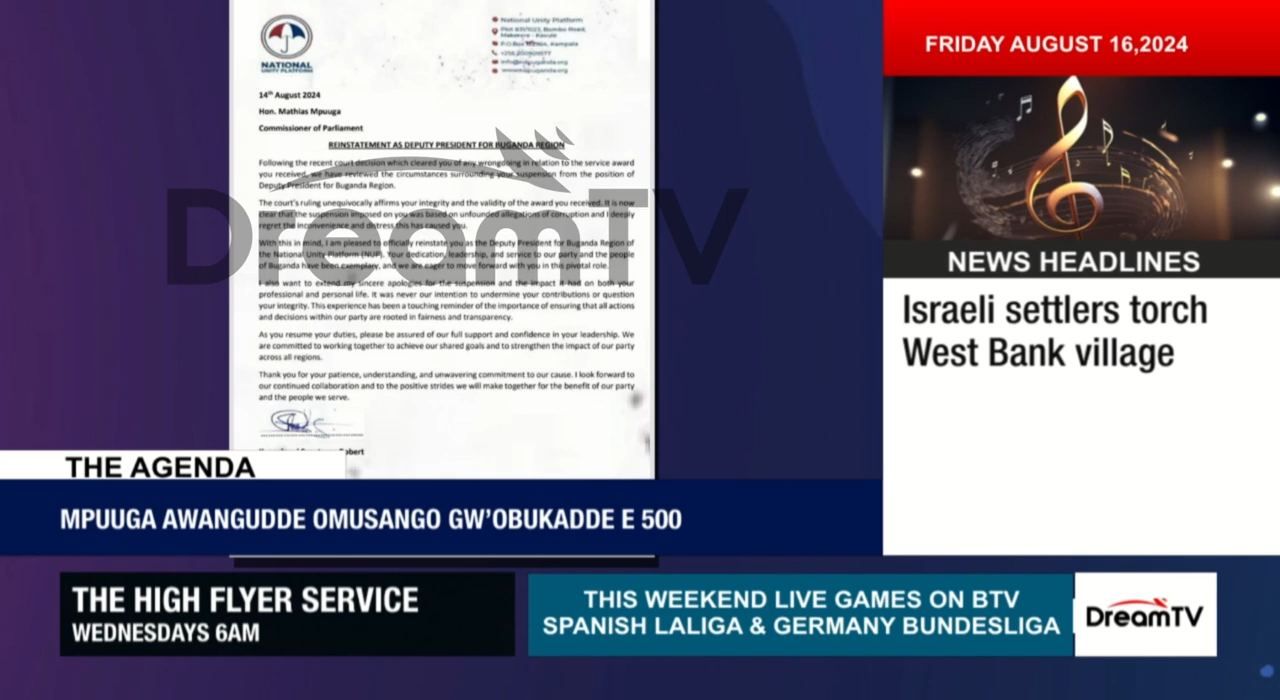 NATIONAL
UNITY PLATFORM
National Unity Platform
Makerere - Kavule
Kampala
14th August 2024
Hon. Mathias Mpuuga
Commissioner of Parliament
REINSTATEMENT AS DEPUTY PRESIDENT FOR BUGANDA REGION
Following the recent court decision which cleared you of any wrongdoing in relation to the service award
you received, we have reviewed the circumstances surrounding your suspension from the position of
Deputy President for Buganda Region.
The court's ruling unequivocally affirms your integrity and the validity of the award you received. It is now
clear that the suspension imposed on you was based on unfounded allegations of corruption and I deeply
regret the inconvenience and distress this has caused you.
With this in mind, I am pleased to officially reinstate you as the Deputy President for Buganda Region of
the National Unity Platform (NUP). Your dedication, leadership, and service to our party and the people
of Buganda have been exemplary, and we are eager to move forward with you in this pivotal role.
I also want to extend my sincere apologies for the suspension and the impact it had on both your
professional and personal life. It was never our intention to undermine your contributions or question
your integrity. This experience has been a touching reminder of the importance of ensuring that all actions
and decisions within our party are rooted in fairness and transparency.
As you resume your duties, please be assured of our full support and confidence in your leadership. We
are committed to working together to achieve our shared goals and to strengthen the impact of our party
across all regions.
Thank you for your patience, understanding, and unwavering commitment to our cause. I look forward to
our continued collaboration and to the positive strides we will make together for the benefit of our party
and the people we serve.
DreamTV
THE AGENDA
MPUUGA AWANGUDDE OMUSANGO GW'OBUKADDE E 500
FRIDAY AUGUST 16,2024
NEWS HEADLINES
Israeli settlers torch
West Bank village
THE HIGH FLYER SERVICE
WEDNESDAYS 6AM
THIS WEEKEND LIVE GAMES ON BTV
SPANISH LALIGA & GERMANY BUNDESLIGA
DreamTV